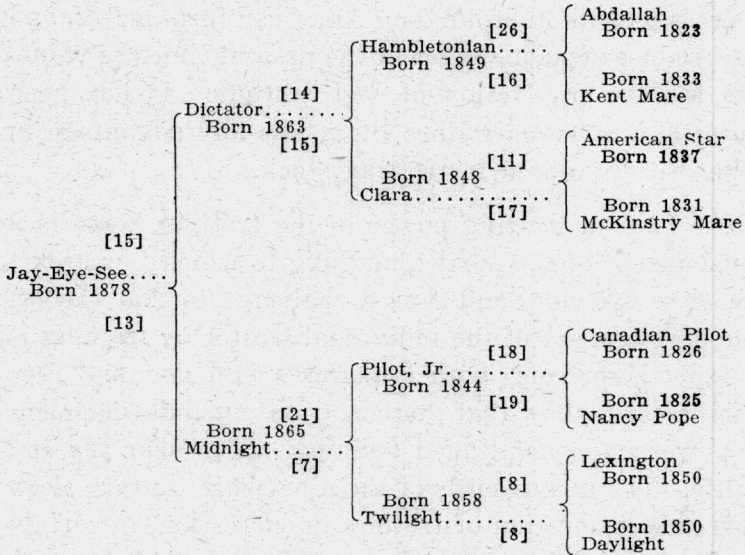 Abdallah
[26] Born 1823
Hambletonian....
Born 1849
[16] Born 1833
Kent Mare
[14]
Dictator........
Born 1863
[15]
American Star
[11] Born 1837
Born 1848
Clara............
[17] Born 1831
McKinstry Mare
[15]
Jay-Eye-See....
Born 1878
[13]
Canadian Pilot
[18] Born 1826
Pilot, Jr.........
Born 1844
[19] Born 1825
Nancy Pope
[21]
Born 1865
Midnight.......
[7]
Lexington
[8] Born 1850
Born 1858
Twilight.........
[8] Born 1850
Daylight